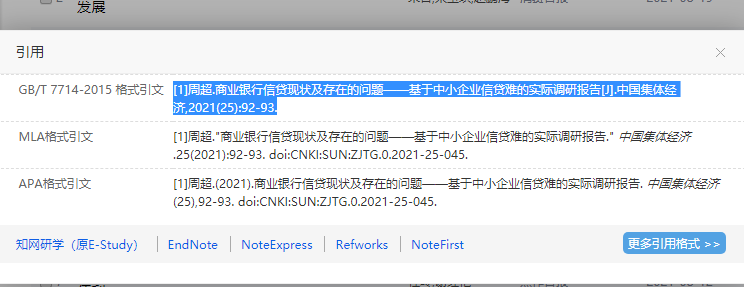 发展
引用
GB/T 7714-2015 格式引文
[1]周超.商业银行信贷现状及存在的问题——基于中小企业信贷难的实际调研报告[J].中国集体经
济,2021(25):92-93.
MLA格式引文
[1]周超."商业银行信贷现状及存在的问题——基于中小企业信贷难的实际调研报告." 中国集体经济
.25(2021):92-93. doi:CNKI:SUN:ZJTG.0.2021-25-045.
APA格式引文
[1]周超.(2021).商业银行信贷现状及存在的问题——基于中小企业信贷难的实际调研报告. 中国集体经济
(25),92-93. doi:CNKI:SUN:ZJTG.0.2021-25-045.
知网研学（原E-Study） EndNote NoteExpress Refworks NoteFirst 更多引用格式 >>